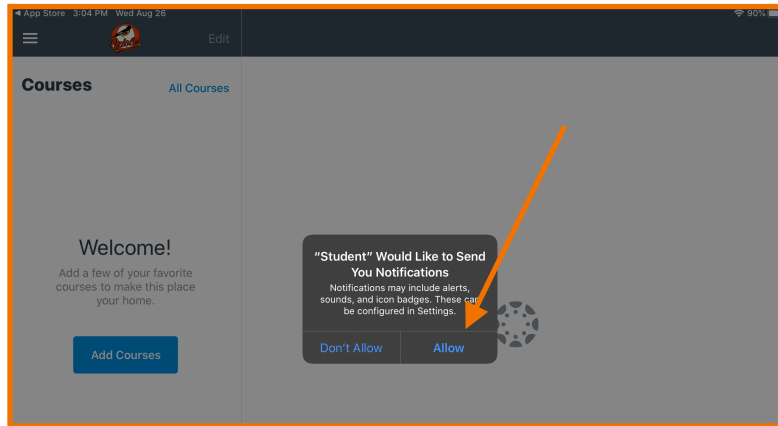 ◀ App Store 3:04 PM Wed Aug 26
90%
Edit
Courses
All Courses
Welcome!
Add a few of your favorite
courses to make this place
your home.
Add Courses
“Student” Would Like to Send
You Notifications
Notifications may include alerts,
sounds, and icon badges. These can
be configured in Settings.
Don’t Allow
Allow